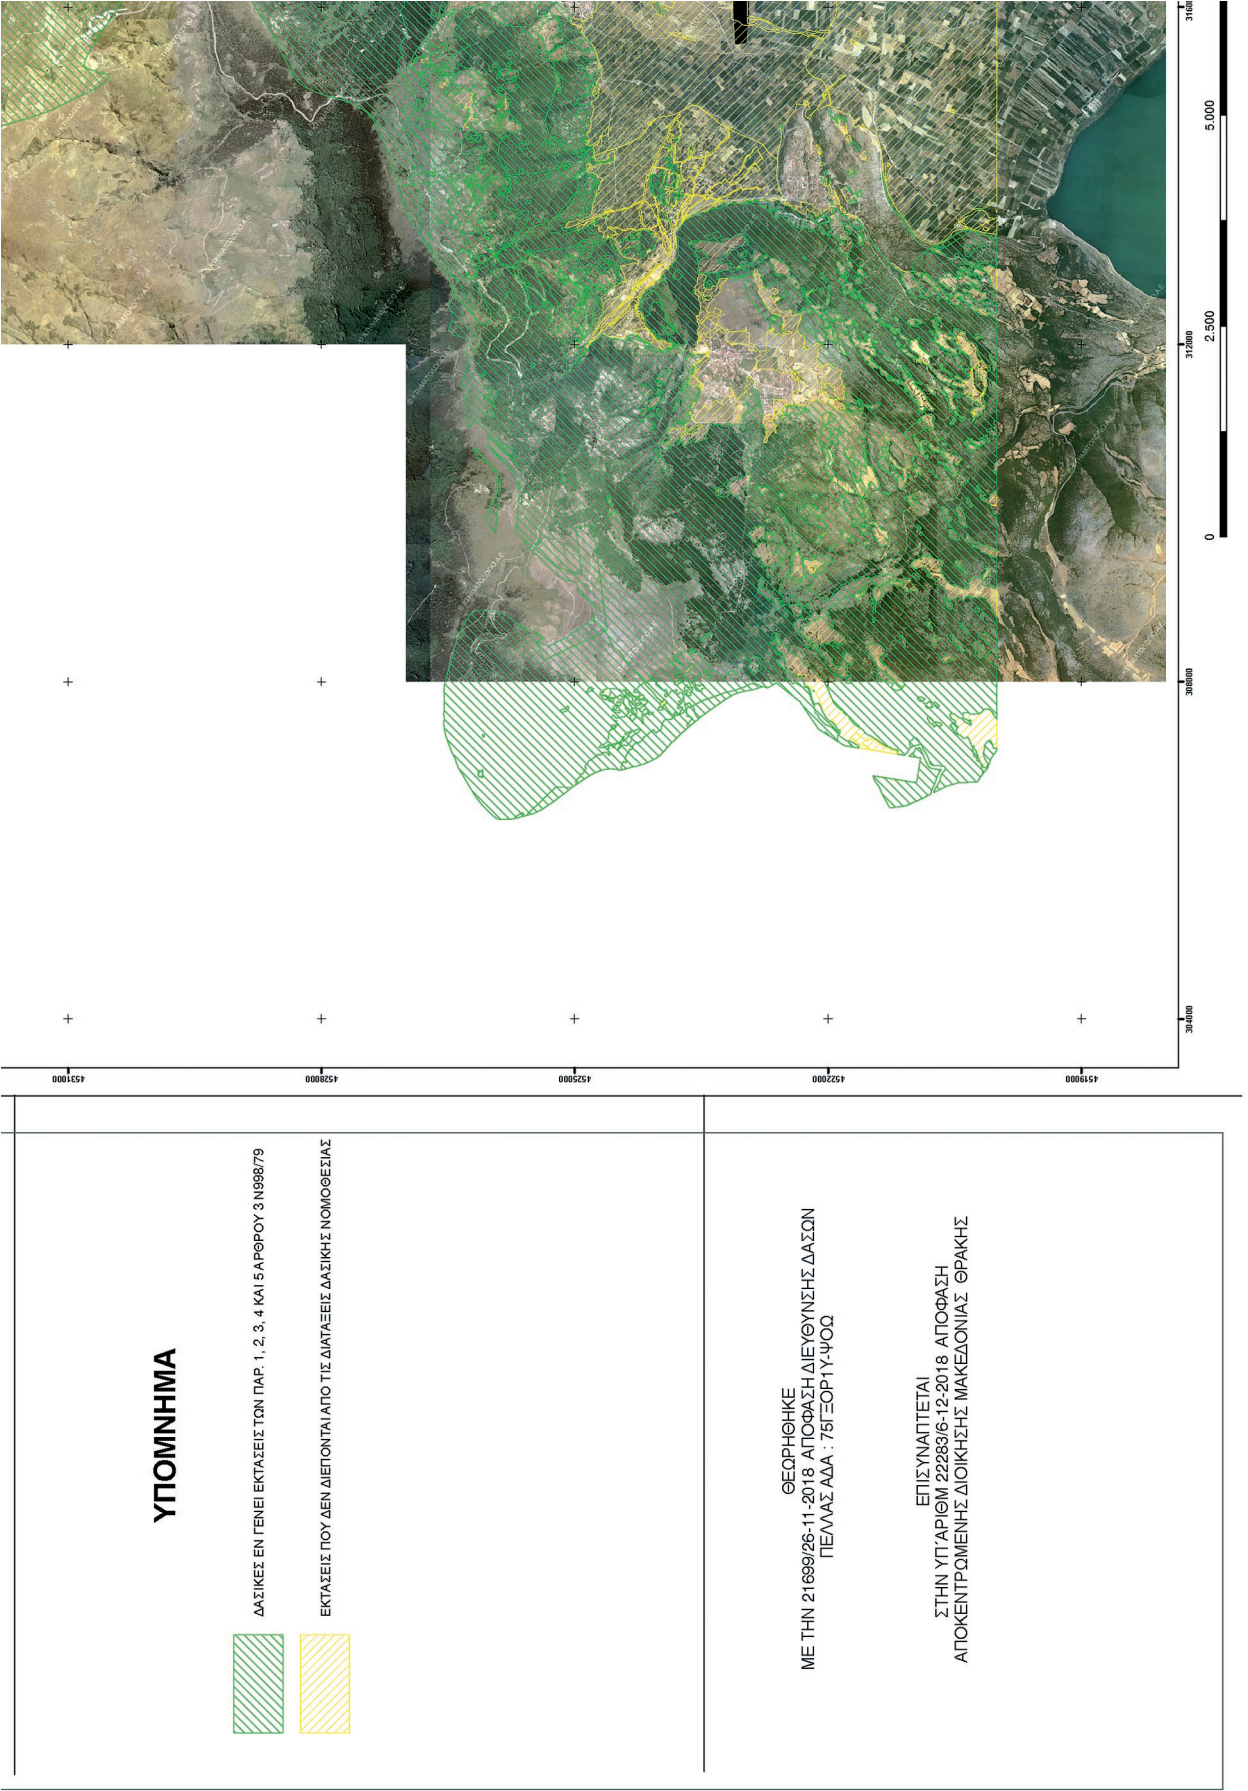 31600
5.000
312000
2.500
0
308000
304000
4531000
4528000
4525000
4522000
4519000
ΥΠΟΜΝΗΜΑ
ΔΑΣΙΚΕΣ ΕΝ ΓΕΝΕΙ ΕΚΤΑΣΕΙΣ ΤΩΝ ΠΑΡ. 1, 2, 3, 4 ΚΑΙ 5 ΑΡΘΡΟΥ 3 Ν998/79
ΕΚΤΑΣΕΙΣ ΠΟΥ ΔΕΝ ΔΙΕΠΟΝΤΑΙ ΑΠΟ ΤΙΣ ΔΙΑΤΑΞΕΙΣ ΔΑΣΙΚΗΣ ΝΟΜΟΘΕΣΙΑΣ
ΘΕΩΡΗΘΗΚΕ
ΜΕ ΤΗΝ 21699/26-11-2018 ΑΠΟΦΑΣΗ ΔΙΕΥΘΥΝΣΗΣ ΔΑΣΩΝ
ΠΕΛΛΑΣ ΑΔΑ : 75ΓΞΟΡ1Υ-ΨΟΩ
ΕΠΙΣΥΝΑΠΤΕΤΑΙ
ΣΤΗΝ ΥΠ΄ΑΡΙΘΜ 22283/6-12-2018 ΑΠΟΦΑΣΗ
ΑΠΟΚΕΝΤΡΩΜΕΝΗΣ ΔΙΟΙΚΗΣΗΣ ΜΑΚΕΔΟΝΙΑΣ ΘΡΑΚΗΣ